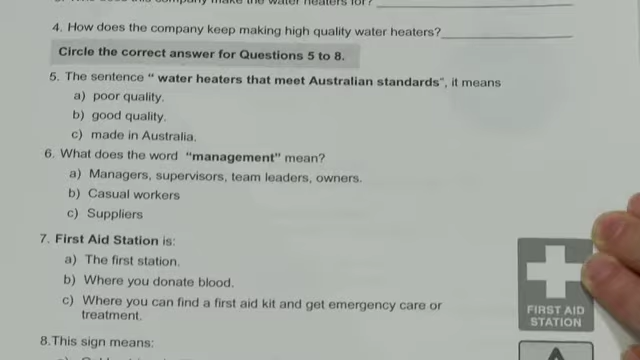 4. How does the company keep making high quality water heaters?
Circle the correct answer for Questions 5 to 8.
5. The sentence “ water heaters that meet Australian standards”, it means
a) poor quality.
b) good quality.
c) made in Australia.
6. What does the word “management” mean?
a) Managers, supervisors, team leaders, owners.
b) Casual workers
c) Suppliers
7. First Aid Station is:
a) The first station.
b) Where you donate blood.
c) Where you can find a first aid kit and get emergency care or
treatment.
FIRST AID
STATION
8.This sign means: